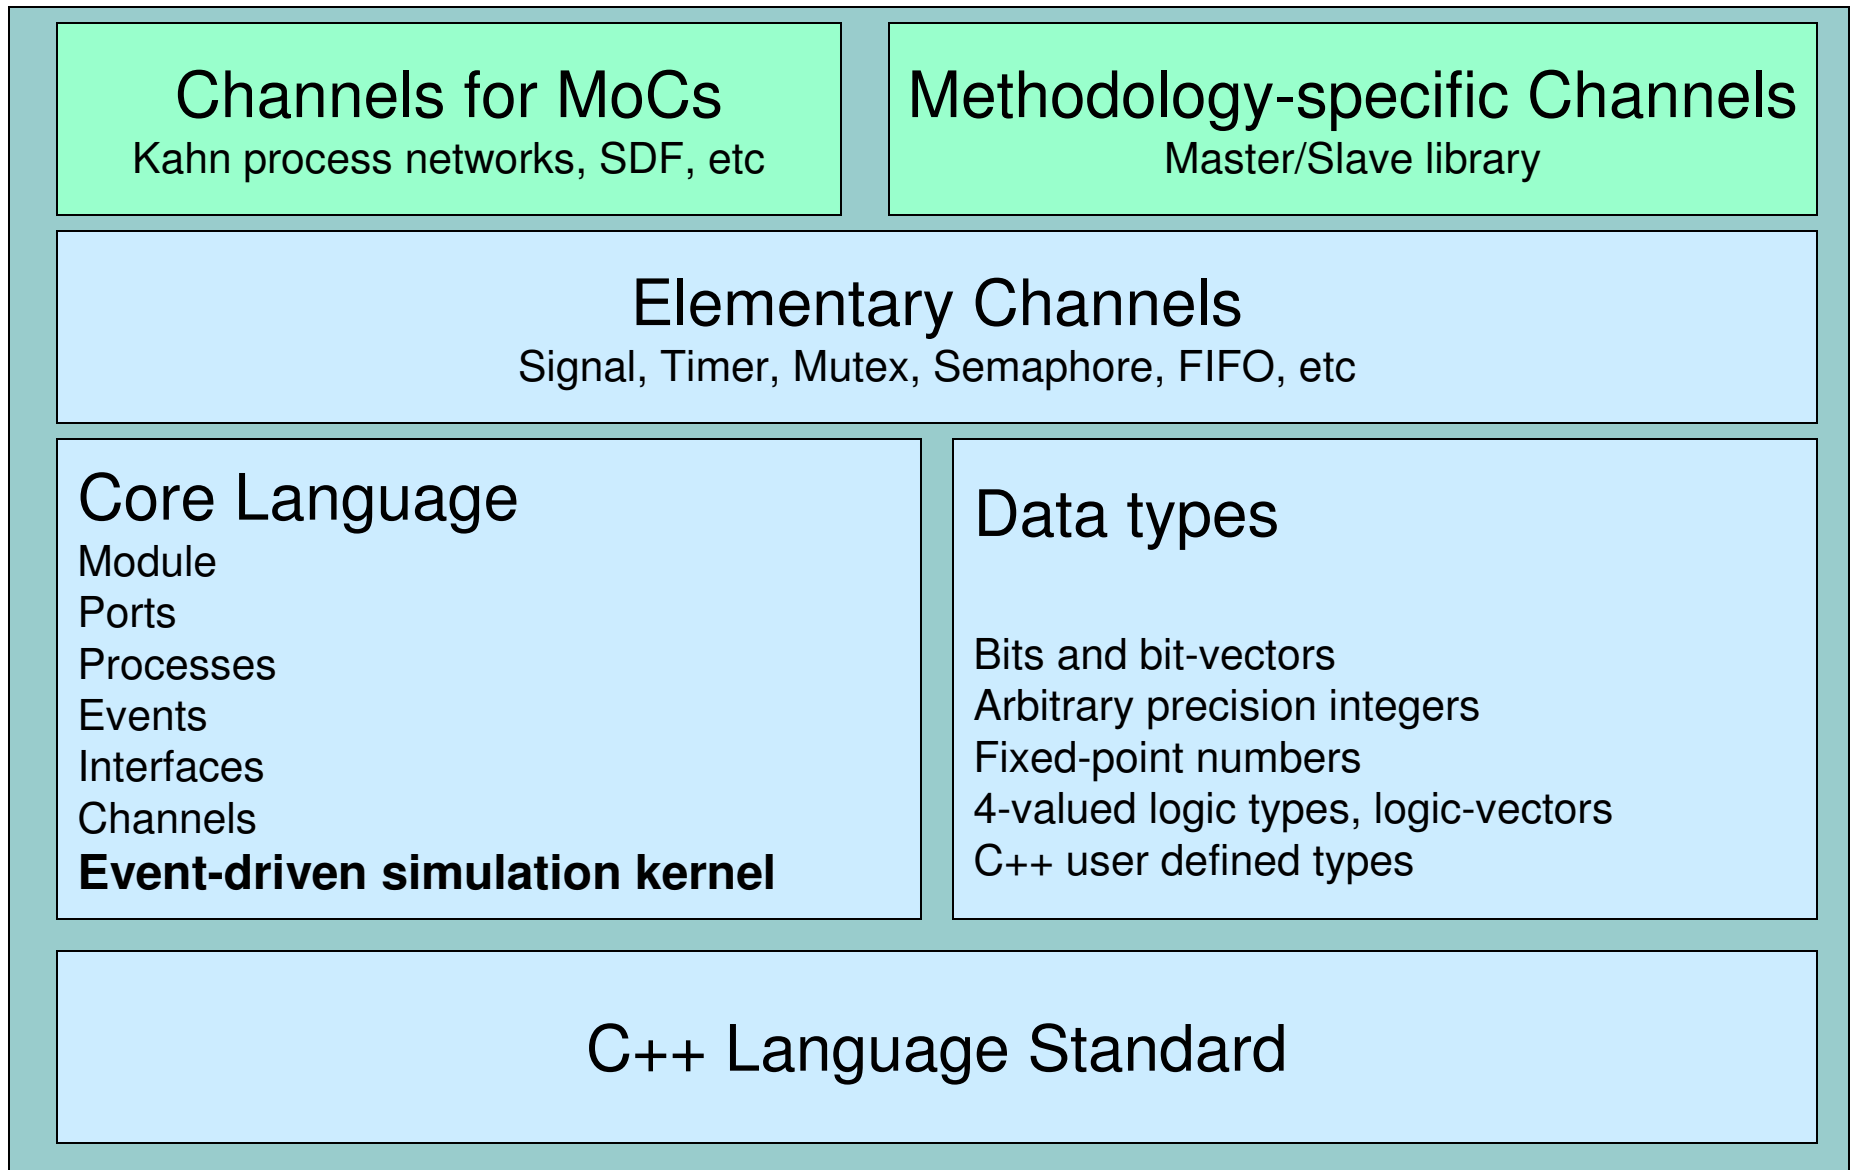 Channels for MoCs
Kahn process networks, SDF, etc
Methodology-specific Channels
Master/Slave library
Elementary Channels
Signal, Timer, Mutex, Semaphore, FIFO, etc
Core Language
Module
Ports
Processes
Events
Interfaces
Channels
Event-driven simulation kernel
Data types
Bits and bit-vectors
Arbitrary precision integers
Fixed-point numbers
4-valued logic types, logic-vectors
C++ user defined types
C++ Language Standard